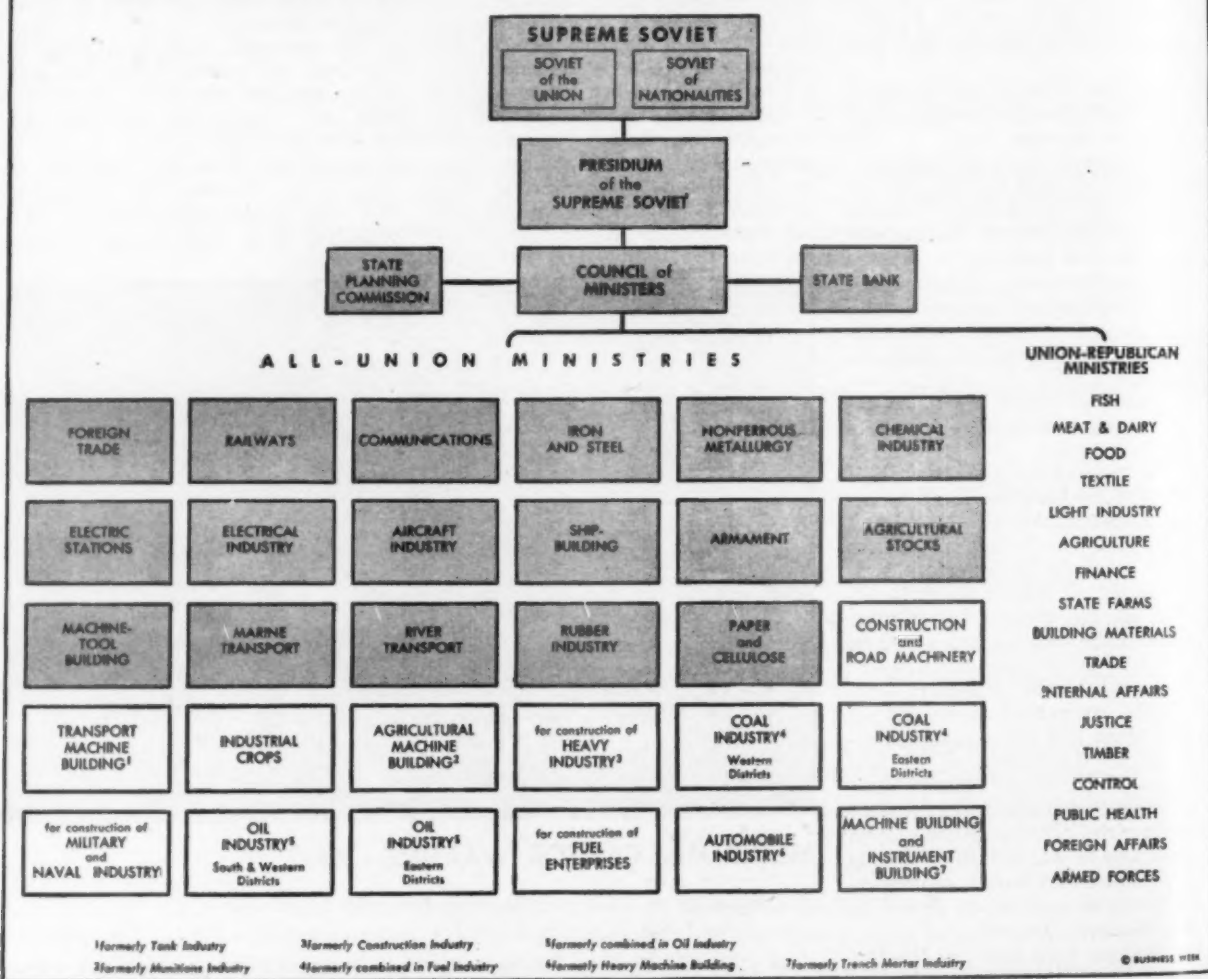 SUPREME SOVIET
SOVIET
of the
UNION
SOVIET
of
NATIONALITIES
PRESIDIUM
of the
SUPREME SOVIET
STATE
PLANNING
COMMISSION
COUNCIL of
MINISTERS
STATE BANK
ALL-UNION MINISTRIES
FOREIGN
TRADE
RAILWAYS
COMMUNICATIONS
IRON
AND STEEL
NONFERROUS
METALLURGY
CHEMICAL
INDUSTRY
ELECTRIC
STATIONS
ELECTRICAL
INDUSTRY
AIRCRAFT
INDUSTRY
SHIP-
BUILDING
ARMAMENT
AGRICULTURAL
STOCKS
MACHINE-
TOOL
BUILDING
MARINE
TRANSPORT
RIVER
TRANSPORT
RUBBER
INDUSTRY
PAPER
and
CELLULOSE
CONSTRUCTION
and
ROAD MACHINERY
TRANSPORT
MACHINE
BUILDING¹
INDUSTRIAL
CROPS
AGRICULTURAL
MACHINE
BUILDING²
for construction of
HEAVY
INDUSTRY³
COAL
INDUSTRY⁴
Western
Districts
COAL
INDUSTRY⁴
Eastern
Districts
for construction of
MILITARY
and
NAVAL INDUSTRY
OIL
INDUSTRY⁵
South & Western
Districts
OIL
INDUSTRY⁵
Eastern
Districts
for construction of
FUEL
ENTERPRISES
AUTOMOBILE
INDUSTRY⁶
MACHINE BUILDING
and
INSTRUMENT
BUILDING⁷
UNION-REPUBLICAN
MINISTRIES
FISH
MEAT & DAIRY
FOOD
TEXTILE
LIGHT INDUSTRY
AGRICULTURE
FINANCE
STATE FARMS
BUILDING MATERIALS
TRADE
INTERNAL AFFAIRS
JUSTICE
TIMBER
CONTROL
PUBLIC HEALTH
FOREIGN AFFAIRS
ARMED FORCES
¹formerly Tank Industry
²formerly Munitions Industry
³formerly Construction Industry
⁴formerly combined in Fuel Industry
⁵formerly combined in Oil Industry
⁶formerly Heavy Machine Building
⁷formerly Trench Mortar Industry
© BUSINESS WEEK